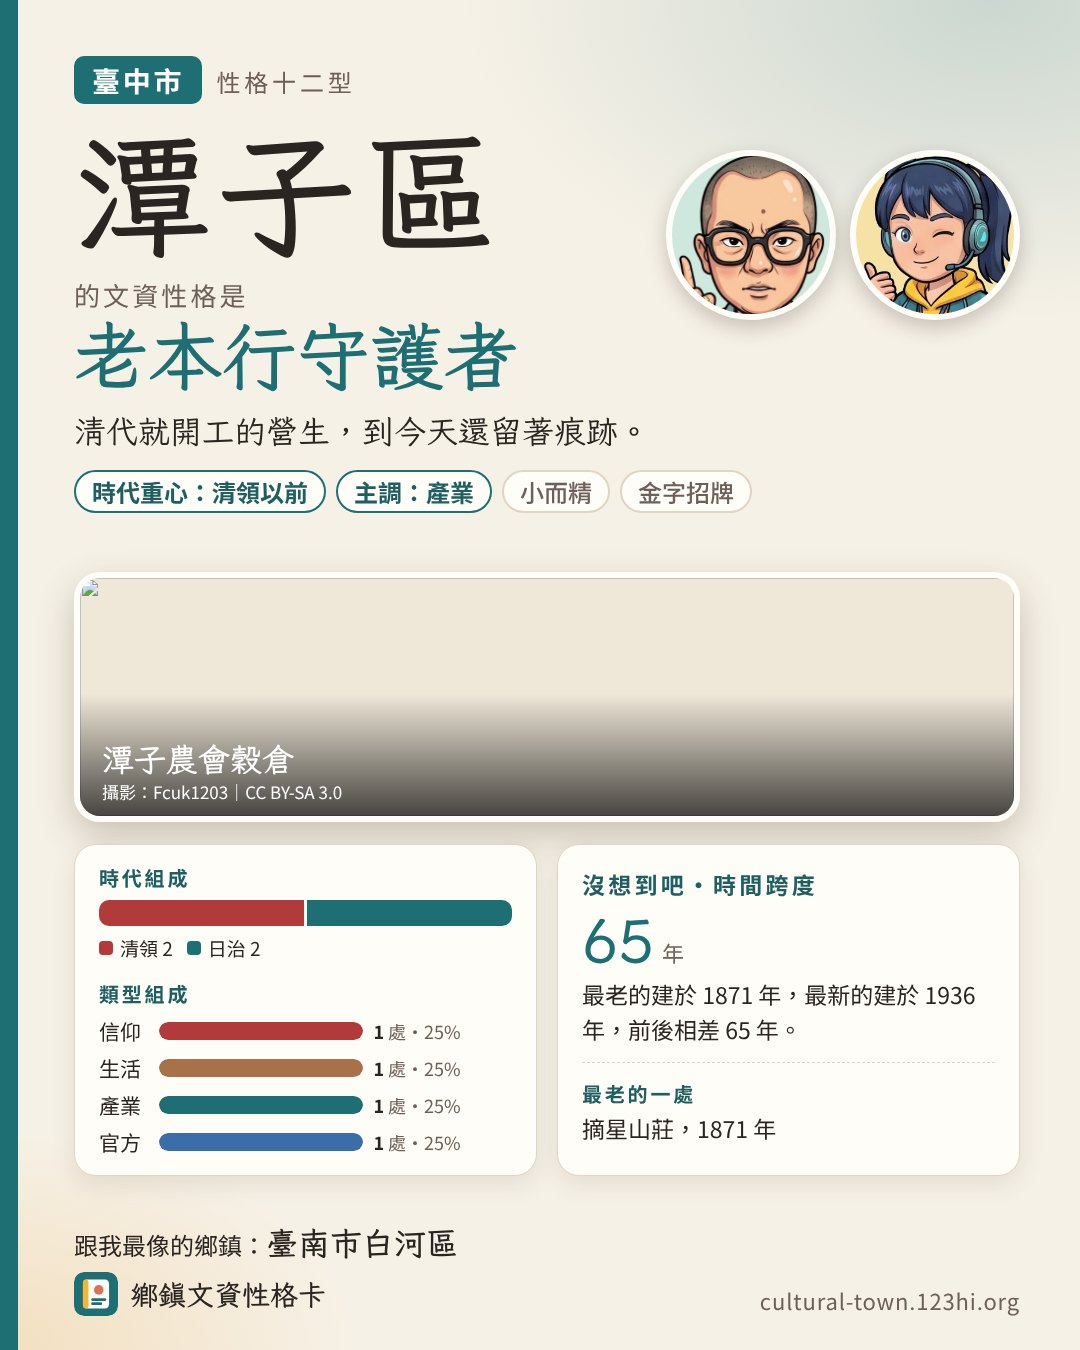 臺中市 性格十二型
潭子區
的文資性格是
老本行守護者
清代就開工的營生，到今天還留著痕跡。
時代重心：清領以前 主調：產業 小而精 金字招牌
潭子農會穀倉
攝影：Fcuk1203｜CC BY-SA 3.0
時代組成
清領 2 日治 2
類型組成
信仰 1 處・25%
生活 1 處・25%
產業 1 處・25%
官方 1 處・25%
沒想到吧・時間跨度
65 年
最老的建於 1871 年，最新的建於 1936
年，前後相差 65 年。
最老的一處
摘星山莊，1871 年
跟我最像的鄉鎮：臺南市白河區
鄉鎮文資性格卡
cultural-town.123hi.org